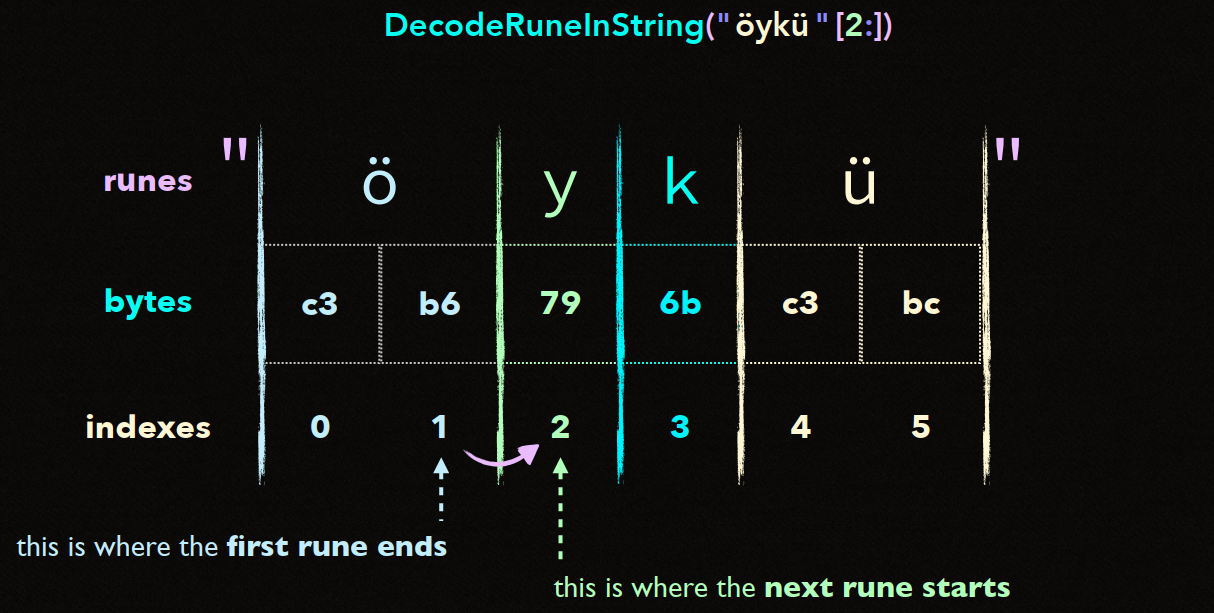 DecodeRuneInString("öykü"[2:])
runes " ö y k ü "
bytes c3 b6 79 6b c3 bc
indexes 0 1 2 3 4 5
this is where the first rune ends
this is where the next rune starts